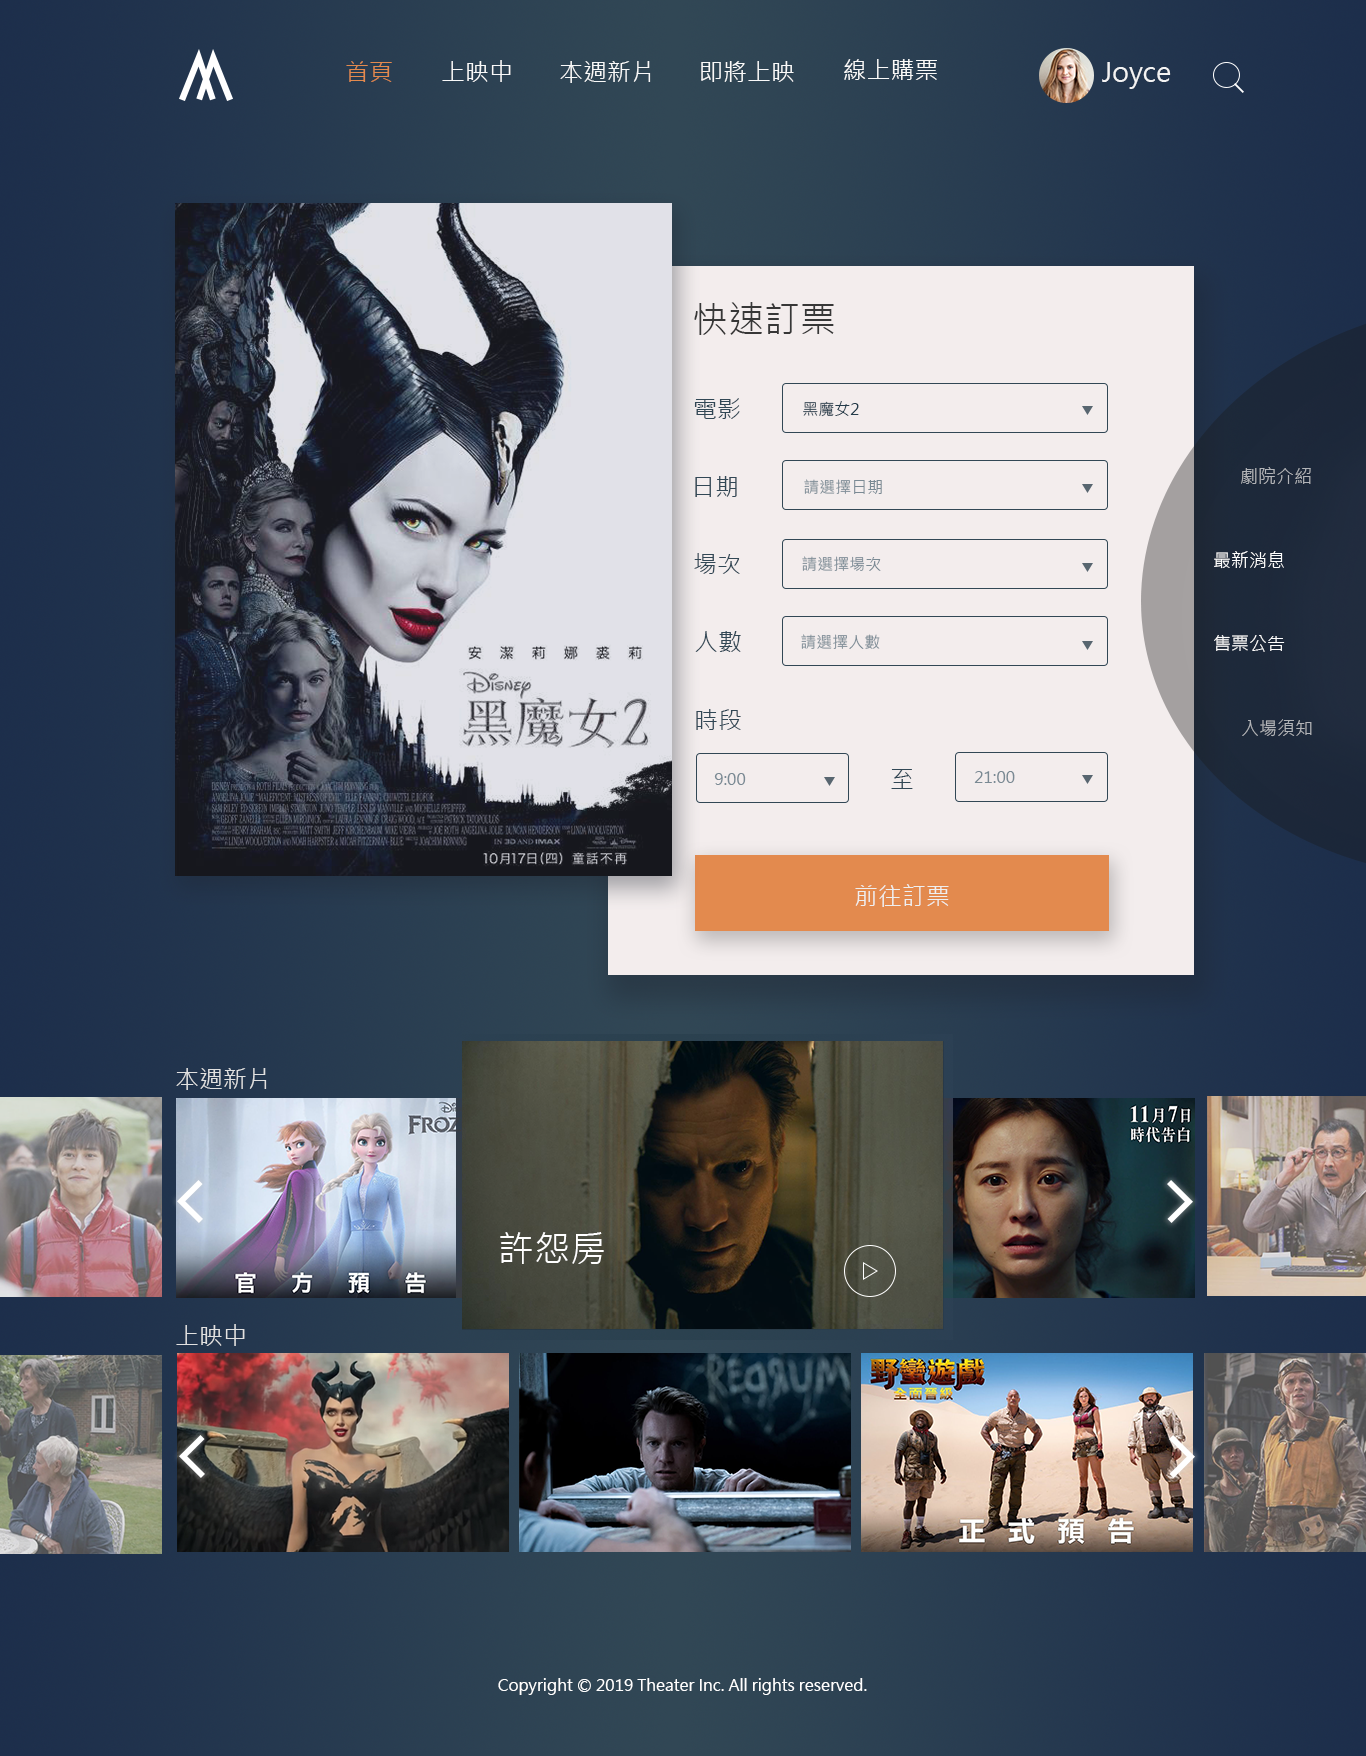 首頁 上映中 本週新片 即將上映 線上購票 Joyce
快速訂票
電影 黑魔女2
日期 請選擇日期
場次 請選擇場次
人數 請選擇人數
時段
9:00 至 21:00
前往訂票
劇院介紹
最新消息
售票公告
入場須知
安潔莉娜裘莉
Disney
黑魔女2
IN 3D AND IMAX
10月17日(四) 童話不再
本週新片
官方預告
許怨房
11月7日
時代告白
上映中
REDRUM
野蠻遊戲
全面晉級
正式預告
Copyright © 2019 Theater Inc. All rights reserved.